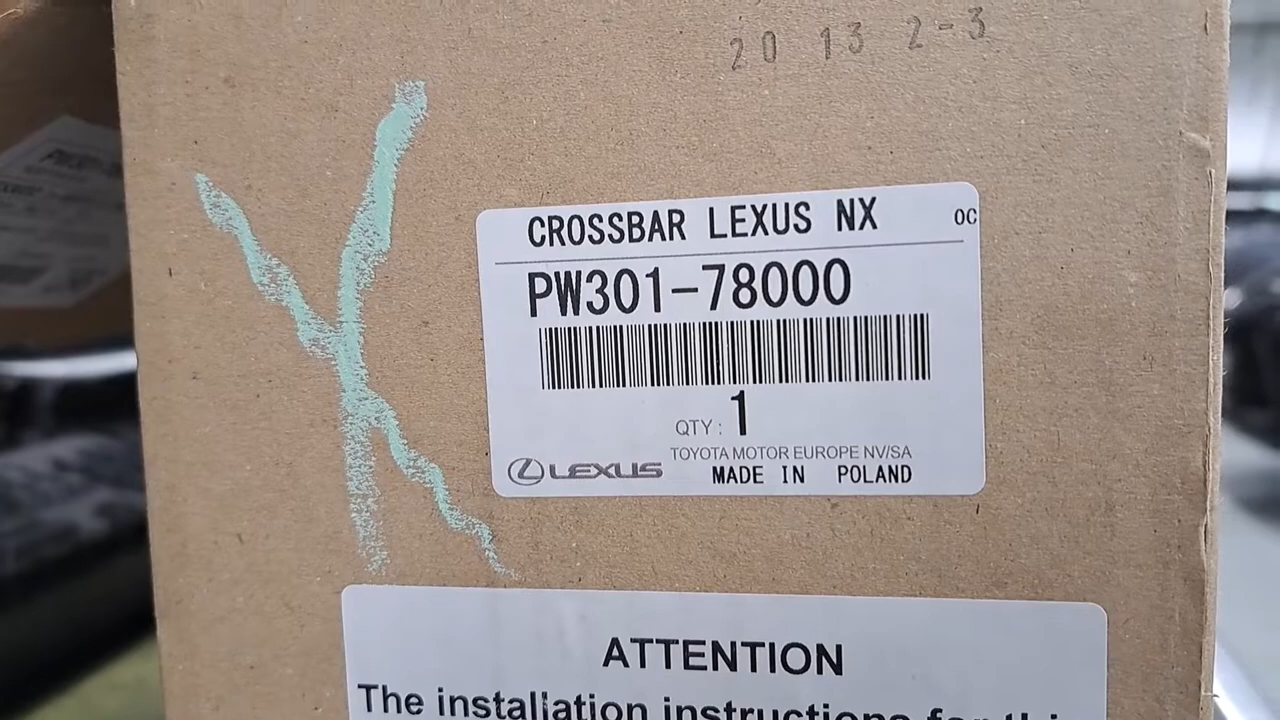 20 13 2-3
CROSSBAR LEXUS NX OC
PW301-78000
QTY: 1
LEXUS
TOYOTA MOTOR EUROPE NV/SA
MADE IN POLAND
ATTENTION
The installation instructions for thi